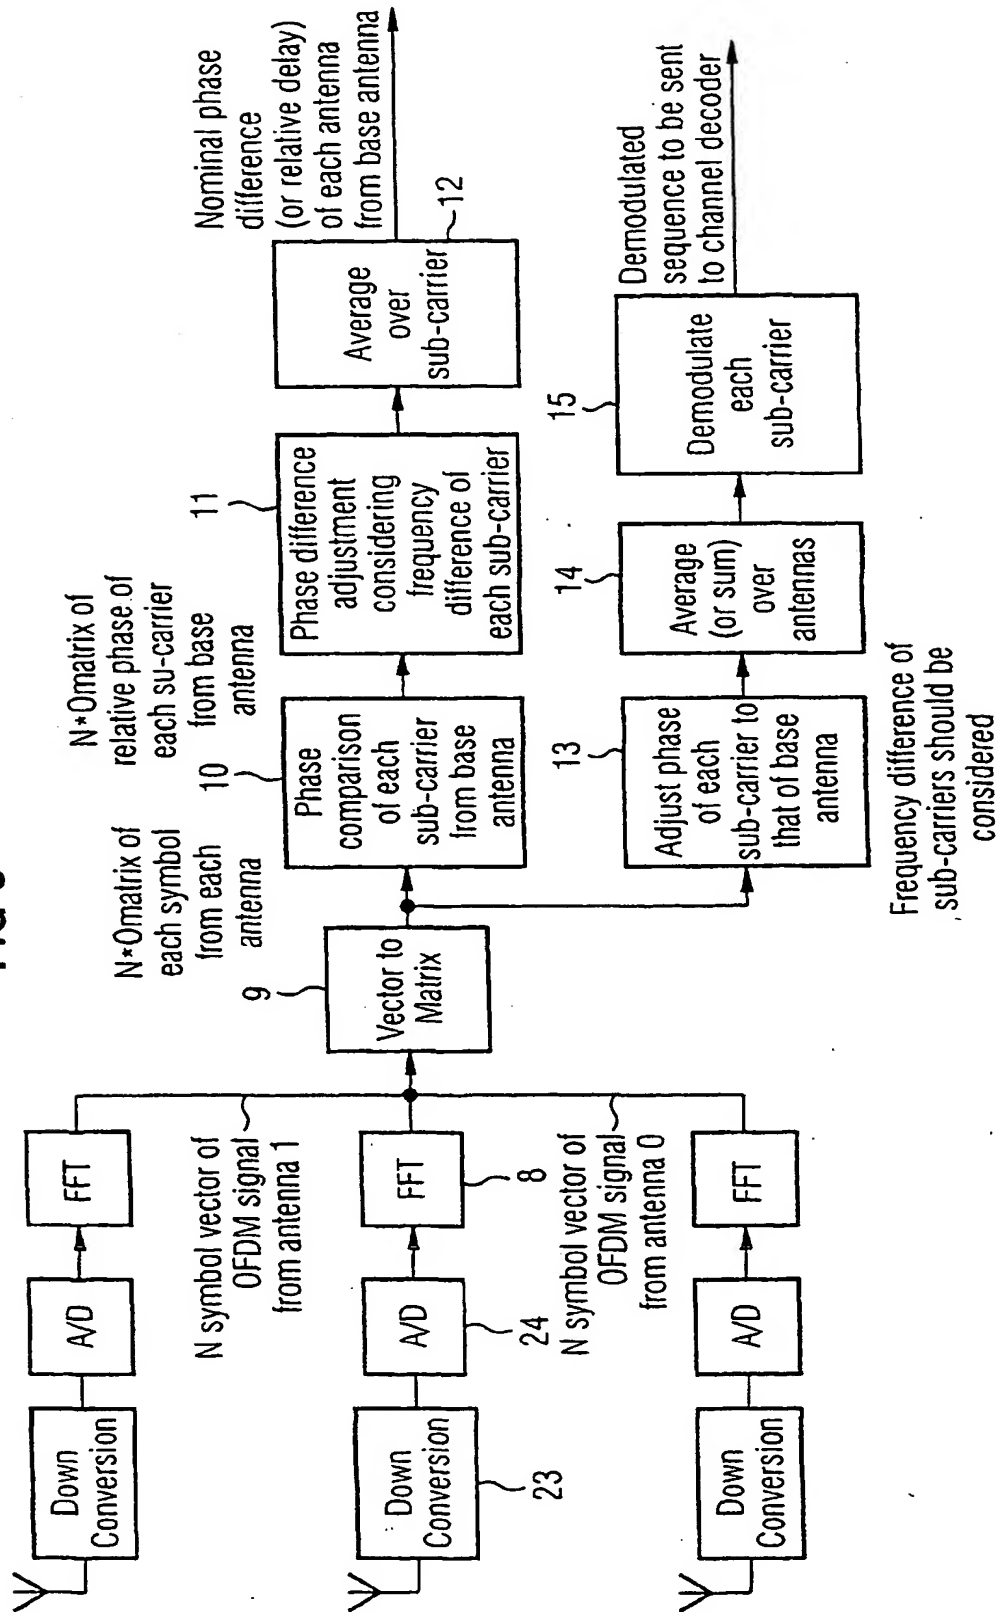 Down
Conversion
A/D
FFT
N symbol vector of
OFDM signal
from antenna 1
Down
Conversion
23
A/D
24
FFT
8
N symbol vector of
OFDM signal
from antenna 0
Down
Conversion
A/D
FFT
N*Omatrix of
each symbol
from each
antenna
9
Vector to
Matrix
N*Omatrix of
relative phase of
each su-carrier
from base
antenna
10
Phase
comparison
of each
sub-carrier
from base
antenna
11
Phase difference
adjustment
considering
frequency
difference of
each sub-carrier
Average
over
sub-carrier
12
Nominal phase
difference
(or relative delay)
of each antenna
from base antenna
13
Adjust phase
of each
sub-carrier to
that of base
antenna
Frequency difference of
sub-carriers should be
considered
14
Average
(or sum)
over
antennas
15
Demodulate
each
sub-carrier
Demodulated
sequence to be sent
to channel decoder